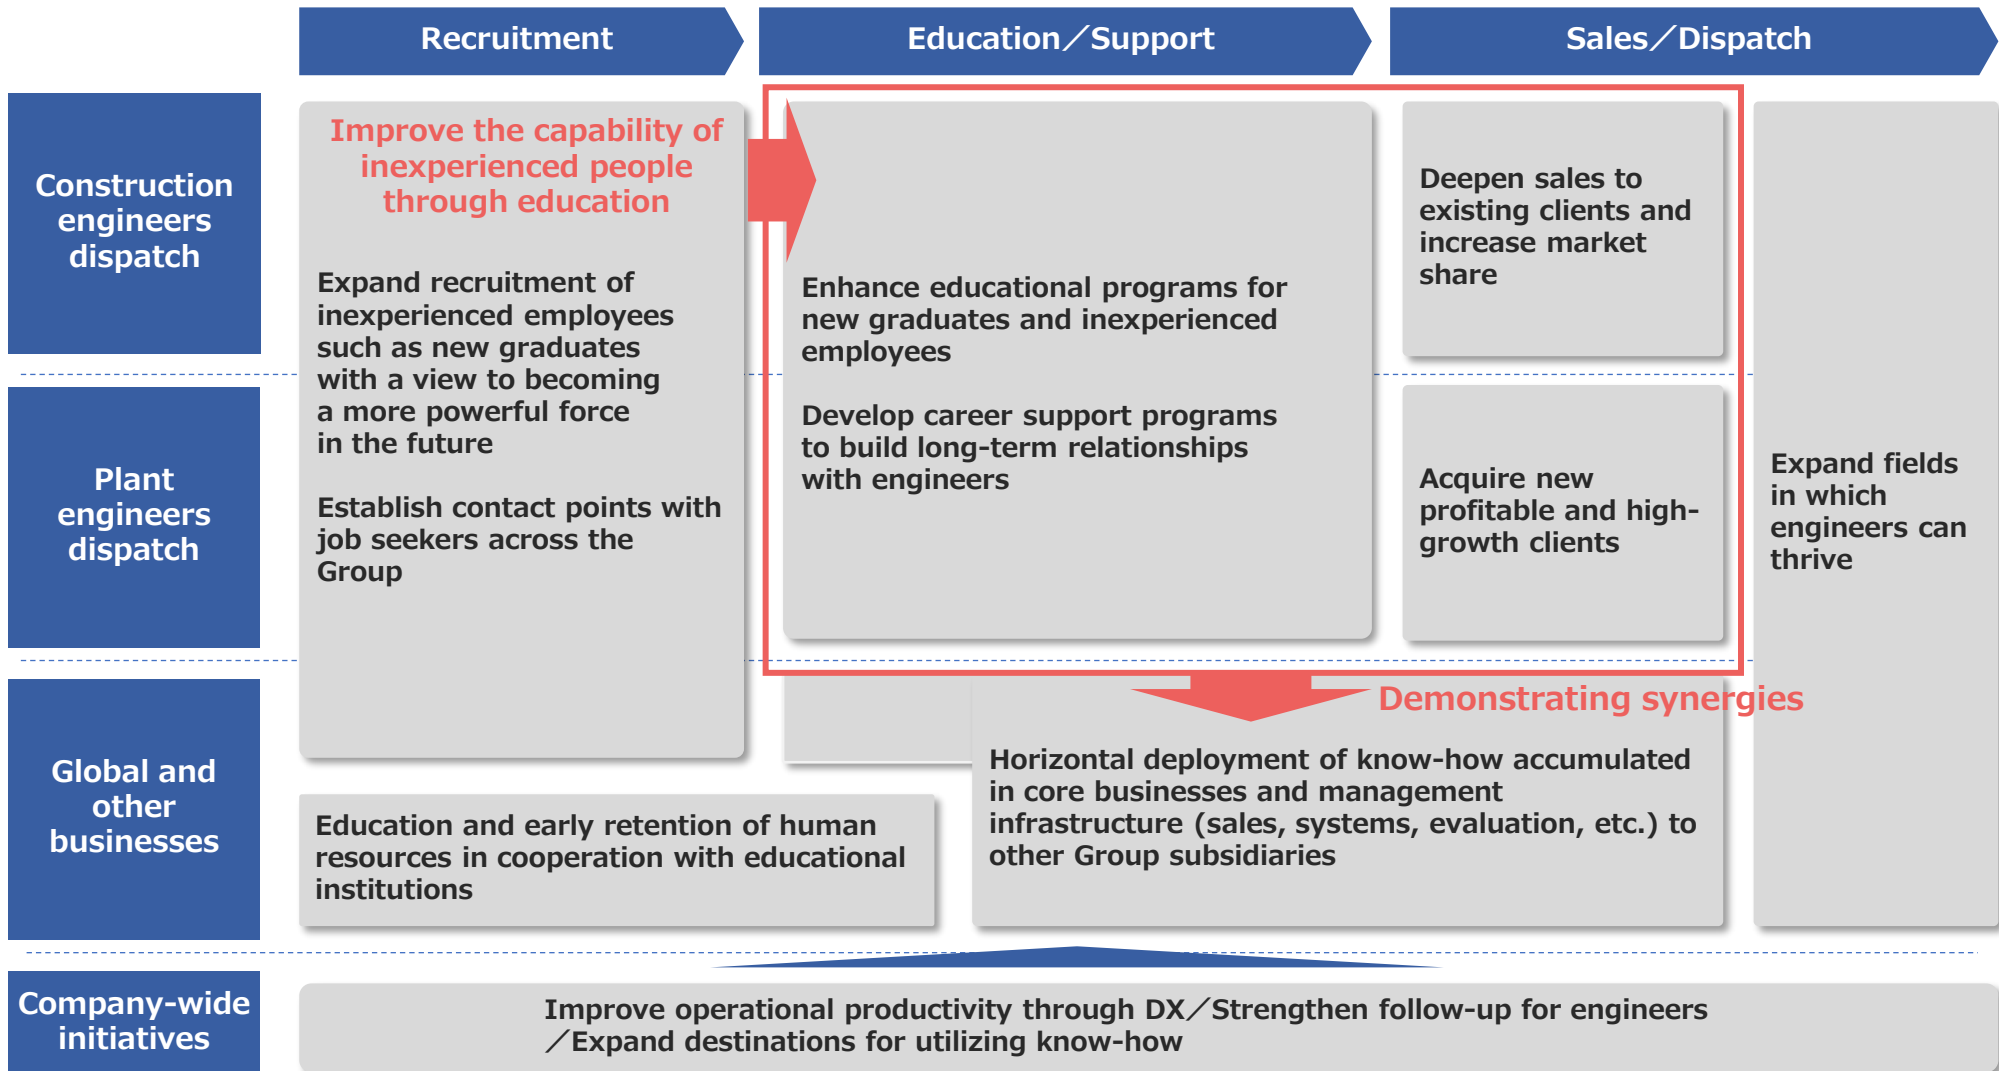 Recruitment
Education／Support
Sales／Dispatch
Construction
engineers
dispatch
Improve the capability of
inexperienced people
through education
Expand recruitment of
inexperienced employees
such as new graduates
with a view to becoming
a more powerful force
in the future
Establish contact points with
job seekers across the
Group
Enhance educational programs for
new graduates and inexperienced
employees
Develop career support programs
to build long-term relationships
with engineers
Deepen sales to
existing clients and
increase market
share
Plant
engineers
dispatch
Acquire new
profitable and high-
growth clients
Expand fields
in which
engineers can
thrive
Demonstrating synergies
Global and
other
businesses
Education and early retention of human
resources in cooperation with educational
institutions
Horizontal deployment of know-how accumulated
in core businesses and management
infrastructure (sales, systems, evaluation, etc.) to
other Group subsidiaries
Company-wide
initiatives
Improve operational productivity through DX／Strengthen follow-up for engineers
／Expand destinations for utilizing know-how